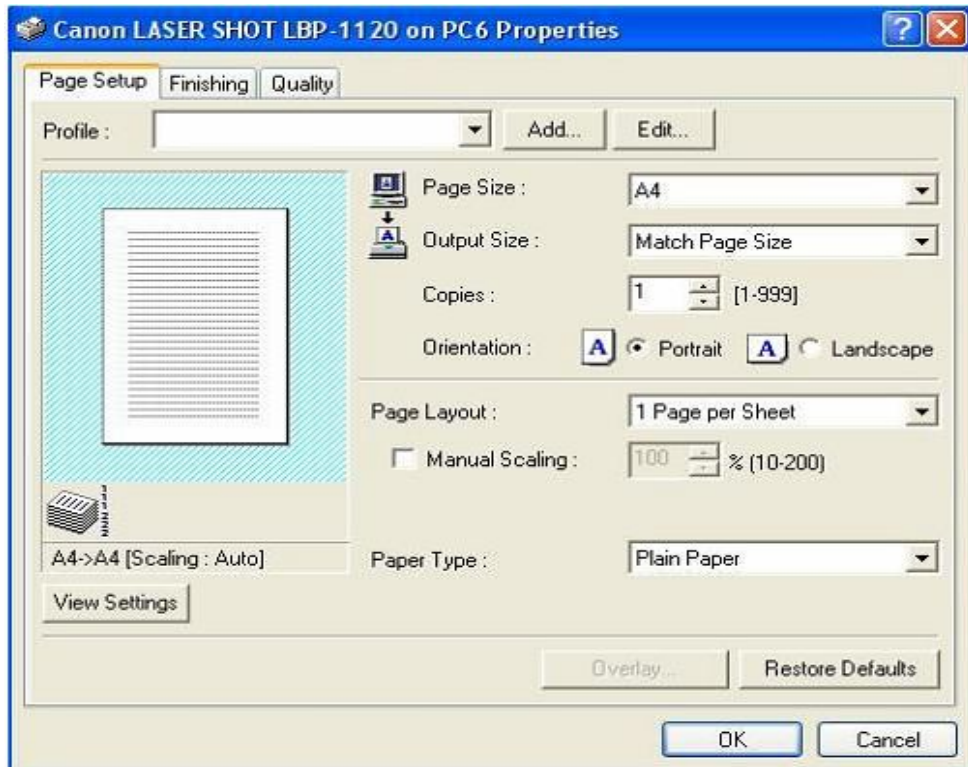 Canon LASER SHOT LBP-1120 on PC6 Properties
Page Setup Finishing Quality
Profile : Add... Edit...
Page Size : A4
Output Size : Match Page Size
Copies : 1 [1-999]
Orientation : A Portrait A Landscape
Page Layout : 1 Page per Sheet
Manual Scaling : 100 % (10-200)
A4->A4 [Scaling : Auto]
Paper Type : Plain Paper
View Settings
Overlay... Restore Defaults
OK Cancel